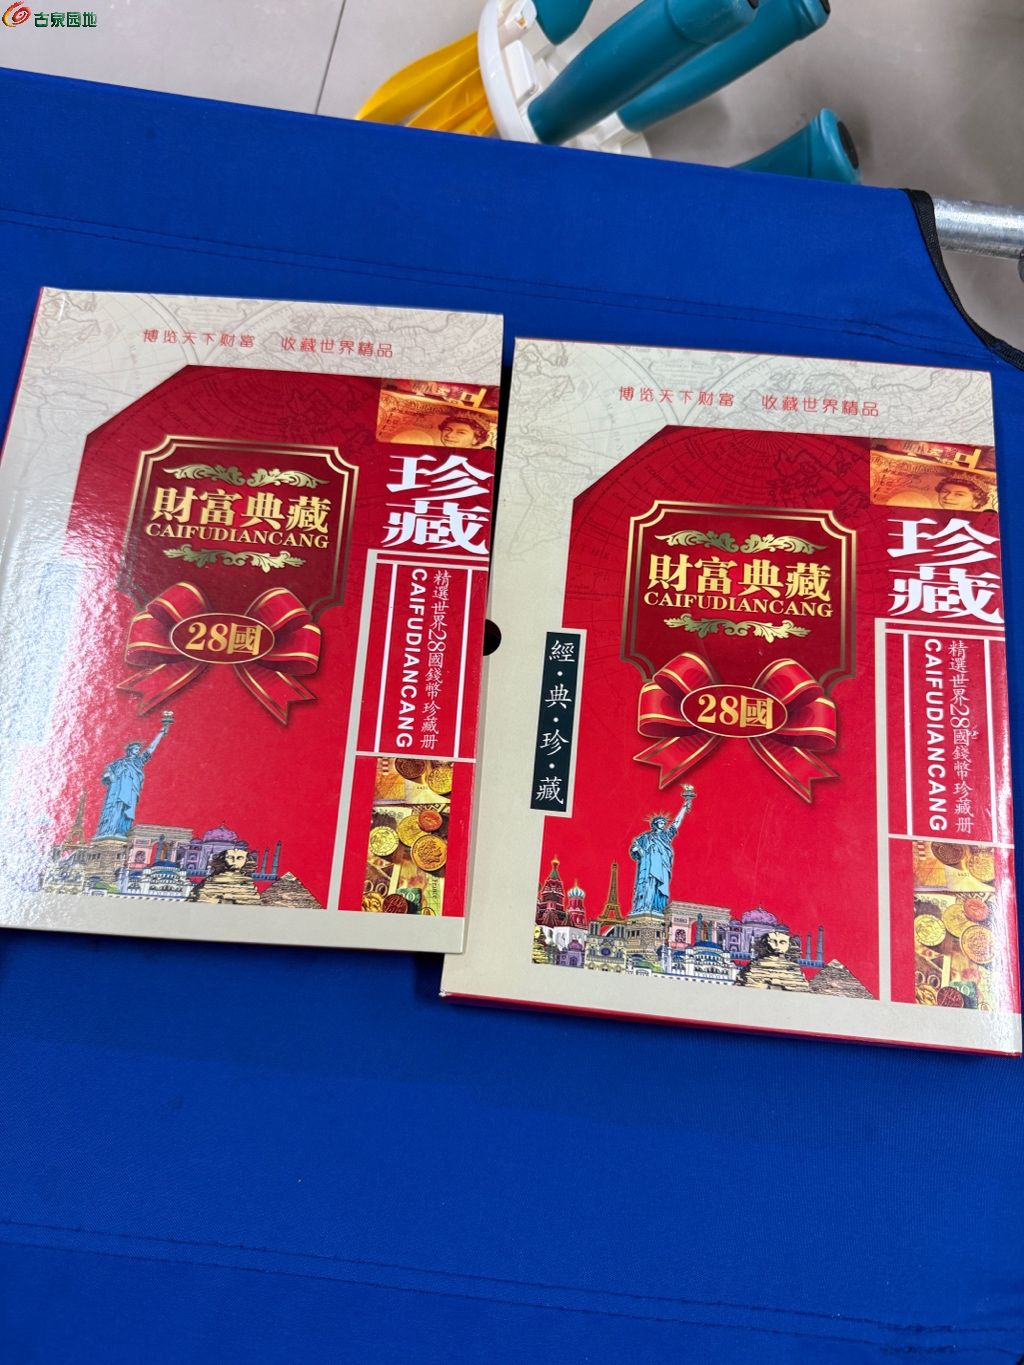 古泉园地
博览天下财富 收藏世界精品
財富典藏
CAIFUDIANCANG
28國
珍藏
精選世界28國錢幣珍藏册
CAIFUDIANCANG
博览天下财富 收藏世界精品
財富典藏
CAIFUDIANCANG
28國
珍藏
精選世界28國錢幣珍藏册
CAIFUDIANCANG
經·典·珍·藏